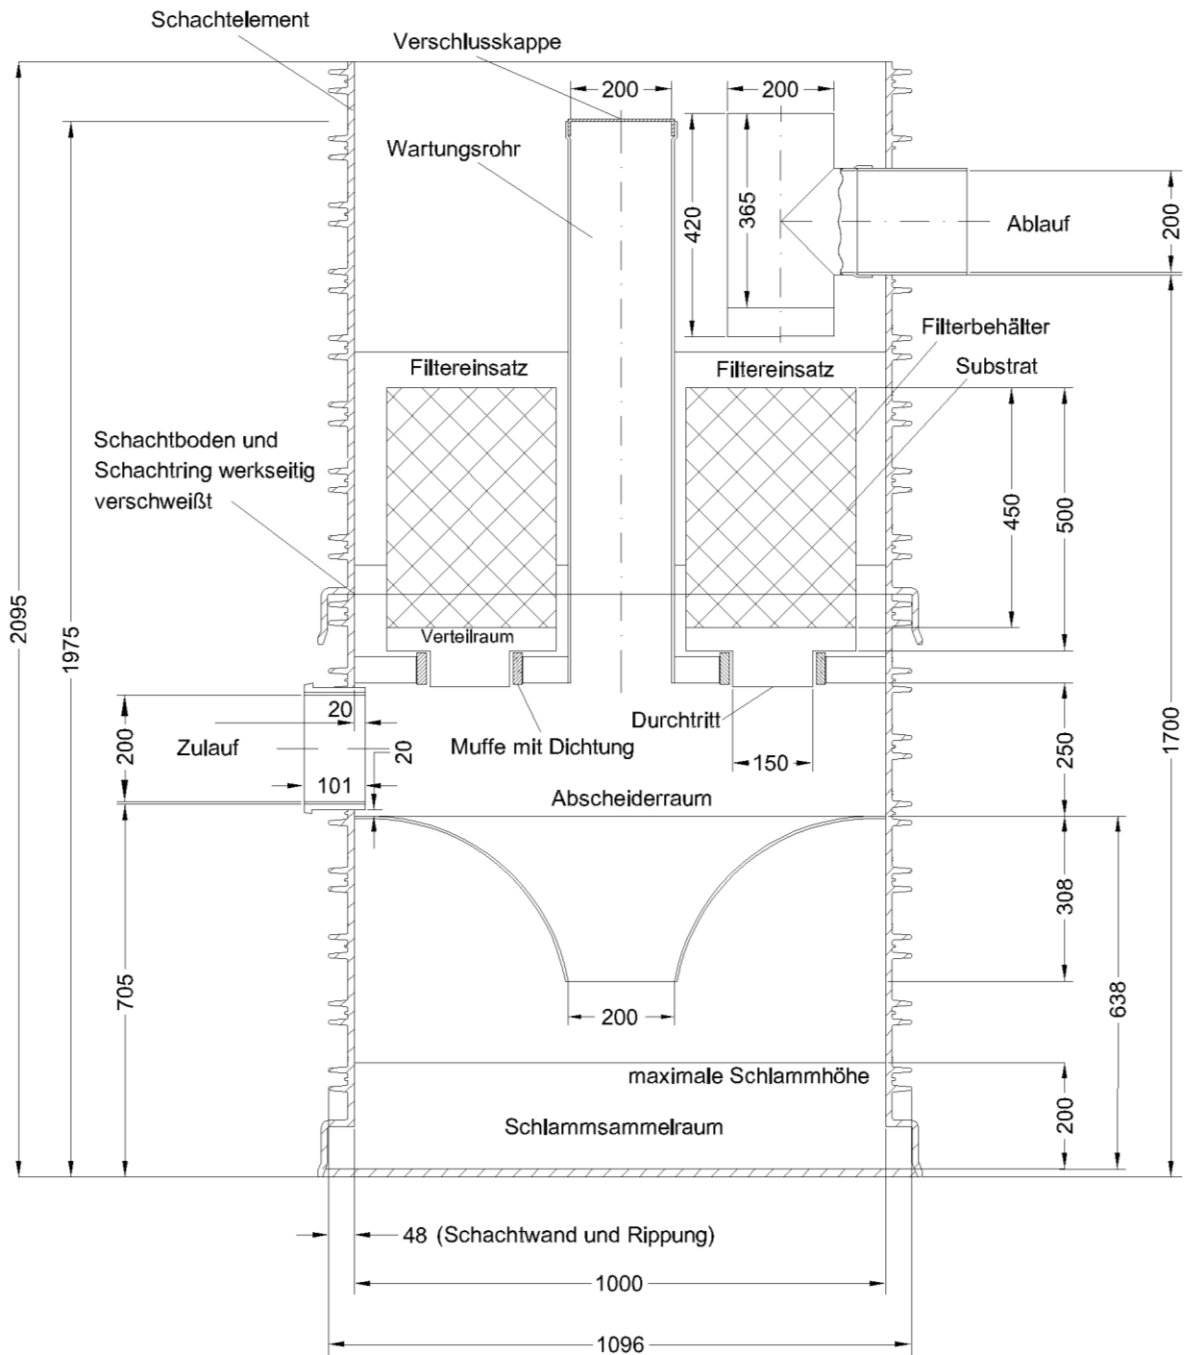 Schachtelement
Verschlusskappe
200
200
Wartungsrohr
420
365
Ablauf
200
Filterbehälter
Substrat
Filtereinsatz
Filtereinsatz
Schachtboden und
Schachtring werkseitig
verschweißt
450
500
2095
1975
Verteilraum
20
200
Zulauf
20
101
Muffe mit Dichtung
Durchtritt
150
250
1700
Abscheiderraum
308
705
638
200
maximale Schlammhöhe
200
Schlammsammelraum
48 (Schachtwand und Rippung)
1000
1096